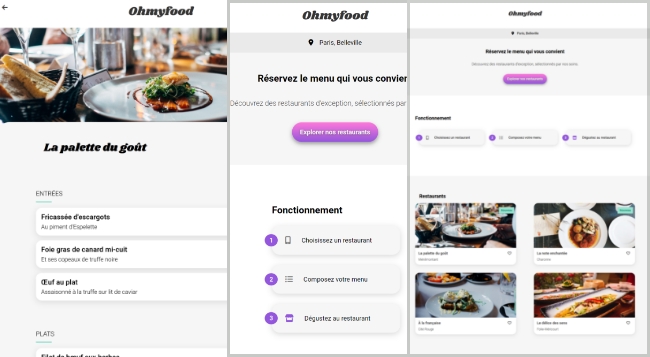 Ohmyfood
La palette du goût
ENTRÉES
Fricassée d'escargots
Au piment d'Espelette
Foie gras de canard mi-cuit
Et ses copeaux de truffe noire
Œuf au plat
Assaisonné à la truffe sur lit de caviar
PLATS
Filet de bœuf aux herbes
Ohmyfood
Paris, Belleville
Réservez le menu qui vous convien
Découvrez des restaurants d'exception, sélectionnés par
Explorer nos restaurants
Fonctionnement
1 Choisissez un restaurant
2 Composez votre menu
3 Dégustez au restaurant
Ohmyfood
Paris, Belleville
Réservez le menu qui vous convient
Découvrez des restaurants d'exception, sélectionnés par nos soins.
Explorer nos restaurants
Fonctionnement
1 Choisissez un restaurant
2 Composez votre menu
3 Dégustez au restaurant
Restaurants
La palette du goût
La note enchantée
À la française
Le délice des sens